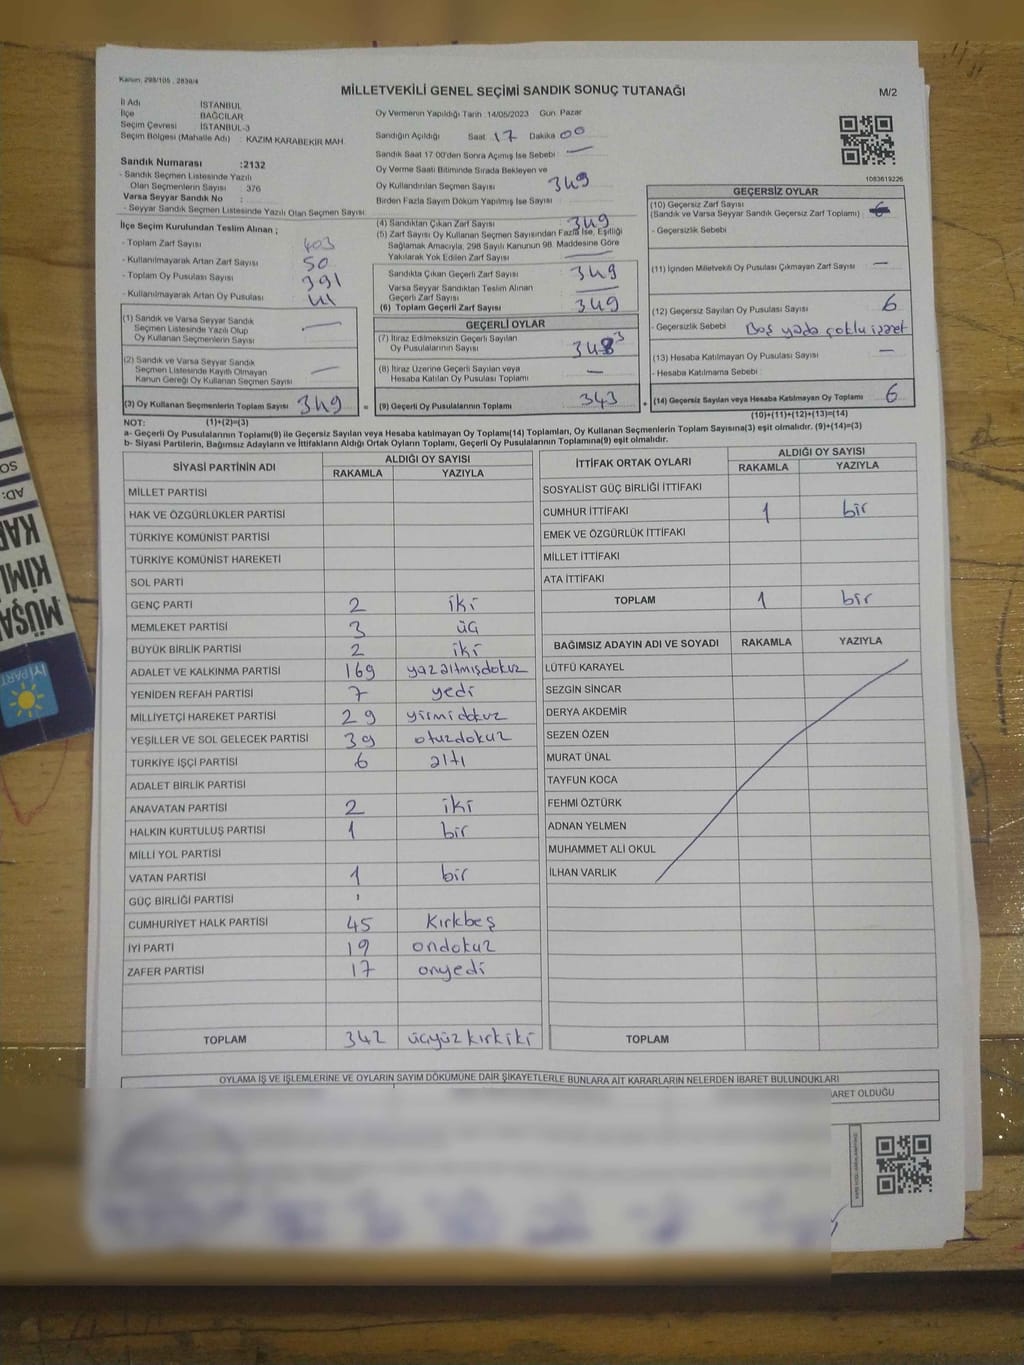 Kanun: 298/105 , 2839/4
MİLLETVEKİLİ GENEL SEÇİMİ SANDIK SONUÇ TUTANAĞI
M/2
İl Adı İSTANBUL
İlçe BAĞCILAR
Seçim Çevresi İSTANBUL-3
Seçim Bölgesi (Mahalle Adı) : KAZIM KARABEKİR MAH.
Sandık Numarası :2132
- Sandık Seçmen Listesinde Yazılı
Olan Seçmenlerin Sayısı : 376
Varsa Seyyar Sandık No :
- Seyyar Sandık Seçmen Listesinde Yazılı Olan Seçmen Sayısı:
Oy Vermenin Yapıldığı Tarih 14/05/2023 Gün Pazar
Sandığın Açıldığı Saat 17 Dakika 00
Sandık Saat 17:00'den Sonra Açımış İse Sebebi
Oy Verme Saati Bitiminde Sırada Bekleyen ve
Oy Kullandırılan Seçmen Sayısı 349
Birden Fazla Sayım Döküm Yapılmış İse Sayısı
1083619226
İlçe Seçim Kurulundan Teslim Alınan ;
- Toplam Zarf Sayısı 403
- Kullanılmayarak Artan Zarf Sayısı 50
- Toplam Oy Pusulası Sayısı 391
- Kullanılmayarak Artan Oy Pusulası
(1) Sandık ve Varsa Seyyar Sandık
Seçmen Listesinde Yazılı Olup
Oy Kullanan Seçmenlerin Sayısı :
(2) Sandık ve Varsa Seyyar Sandık
Seçmen Listesinde Kayıtlı Olmayan
Kanun Gereği Oy Kullanan Seçmen Sayısı
(3) Oy Kullanan Seçmenlerin Toplam Sayısı 349
(4) Sandıktan Çıkan Zarf Sayısı 349
(5) Zarf Sayısı Oy Kullanan Seçmen Sayısından Fazla İse, Eşitliği
Sağlamak Amacıyla, 298 Sayılı Kanunun 98. Maddesine Göre
Yakılarak Yok Edilen Zarf Sayısı
Sandıkta Çıkan Geçerli Zarf Sayısı 349
Varsa Seyyar Sandıktan Teslim Alınan
Geçerli Zarf Sayısı
(6) Toplam Geçerli Zarf Sayısı 349
GEÇERLİ OYLAR
(7) İtiraz Edilmeksizin Geçerli Sayılan
Oy Pusulalarının Sayısı 343
(8) İtiraz Üzerine Geçerli Sayılan veya
Hesaba Katılan Oy Pusulası Toplamı –
= (9) Geçerli Oy Pusulalarının Toplamı 343
GEÇERSİZ OYLAR
(10) Geçersiz Zarf Sayısı
(Sandık ve Varsa Seyyar Sandık Geçersiz Zarf Toplamı) : 6
- Geçersizlik Sebebi
(11) İçinden Milletvekili Oy Pusulası Çıkmayan Zarf Sayısı –
(12) Geçersiz Sayılan Oy Pusulası Sayısı 6
- Geçersizlik Sebebi Boş yada çoklu işaret
(13) Hesaba Katılmayan Oy Pusulası Sayısı –
- Hesaba Katılmama Sebebi :
+ (14) Geçersiz Sayılan veya Hesaba Katılmayan Oy Toplamı 6
NOT: (1)+(2)=(3) (10)+(11)+(12)+(13)=(14)
a- Geçerli Oy Pusulalarının Toplamı(9) ile Geçersiz Sayılan veya Hesaba katılmayan Oy Pusulası Toplamı(14) Toplamları, Oy Kullanan Seçmenlerin Toplam Sayısına(3) eşit olmalıdır. (9)+(14)=(3)
b- Siyasi Partilerin, Bağımsız Adayların ve İttifakların Aldığı Ortak Oyların Toplamı, Geçerli Oy Pusulalarının Toplamına(9) eşit olmalıdır.
SİYASİ PARTİNİN ADI ALDIĞI OY SAYISI
RAKAMLA YAZIYLA
MİLLET PARTİSİ
HAK VE ÖZGÜRLÜKLER PARTİSİ
TÜRKİYE KOMÜNİST PARTİSİ
TÜRKİYE KOMÜNİST HAREKETİ
SOL PARTİ
GENÇ PARTİ 2 iki
MEMLEKET PARTİSİ 3 üç
BÜYÜK BİRLİK PARTİSİ 2 iki
ADALET VE KALKINMA PARTİSİ 169 yüzaltmışdokuz
YENİDEN REFAH PARTİSİ 7 yedi
MİLLİYETÇİ HAREKET PARTİSİ 29 yirmidokuz
YEŞİLLER VE SOL GELECEK PARTİSİ 39 otuzdokuz
TÜRKİYE İŞÇİ PARTİSİ 6 altı
ADALET BİRLİK PARTİSİ
ANAVATAN PARTİSİ 2 iki
HALKIN KURTULUŞ PARTİSİ 1 bir
MİLLİ YOL PARTİSİ
VATAN PARTİSİ 1 bir
GÜÇ BİRLİĞİ PARTİSİ
CUMHURİYET HALK PARTİSİ 45 Kırkbeş
İYİ PARTİ 19 ondokuz
ZAFER PARTİSİ 17 onyedi
TOPLAM 342 üçyüzkırkiki
İTTİFAK ORTAK OYLARI ALDIĞI OY SAYISI
RAKAMLA YAZIYLA
SOSYALİST GÜÇ BİRLİĞİ İTTİFAKI
CUMHUR İTTİFAKI 1 bir
EMEK VE ÖZGÜRLÜK İTTİFAKI
MİLLET İTTİFAKI
ATA İTTİFAKI
TOPLAM 1 bir
BAĞIMSIZ ADAYIN ADI VE SOYADI RAKAMLA YAZIYLA
LÜTFÜ KARAYEL
SEZGİN SİNCAR
DERYA AKDEMİR
SEZEN ÖZEN
MURAT ÜNAL
TAYFUN KOCA
FEHMİ ÖZTÜRK
ADNAN YELMEN
MUHAMMET ALİ OKUL
İLHAN VARLIK
TOPLAM
OYLAMA İŞ VE İŞLEMLERİNE VE OYLARIN SAYIM DÖKÜMÜNE DAİR ŞİKAYETLERLE BUNLARA AİT KARARLARIN NELERDEN İBARET BULUNDUKLARI
BARET OLDUĞU
SO
AD:
KAR
KİMİ
MÜŞA
İYİ PARTİ